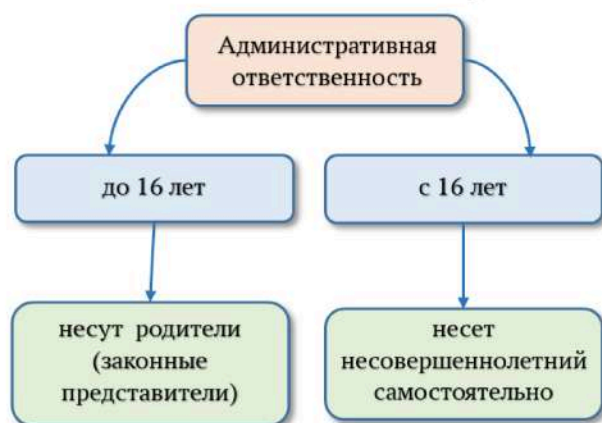 Административная
ответственность
до 16 лет
с 16 лет
несут родители
(законные
представители)
несет
несовершеннолетний
самостоятельно